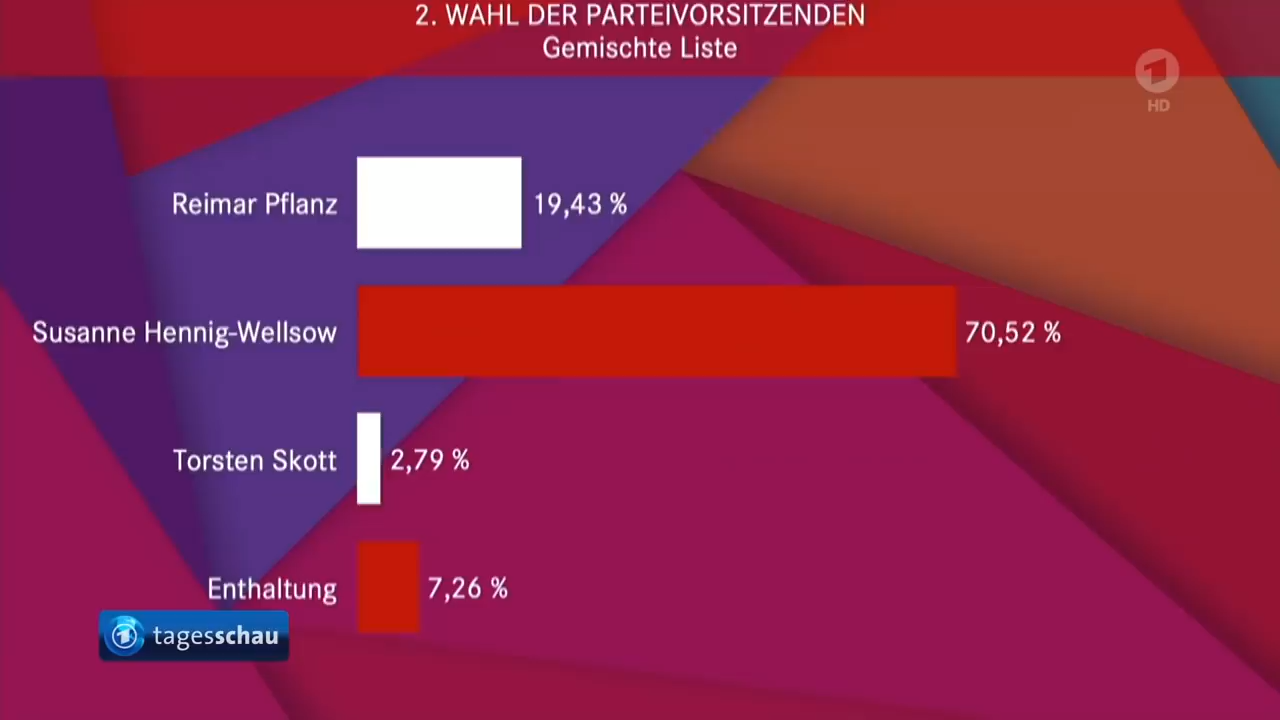 2. WAHL DER PARTEIVORSITZENDEN
Gemischte Liste
HD
Reimar Pflanz 19,43 %
Susanne Hennig-Wellsow 70,52 %
Torsten Skott 2,79 %
Enthaltung 7,26 %
tagesschau